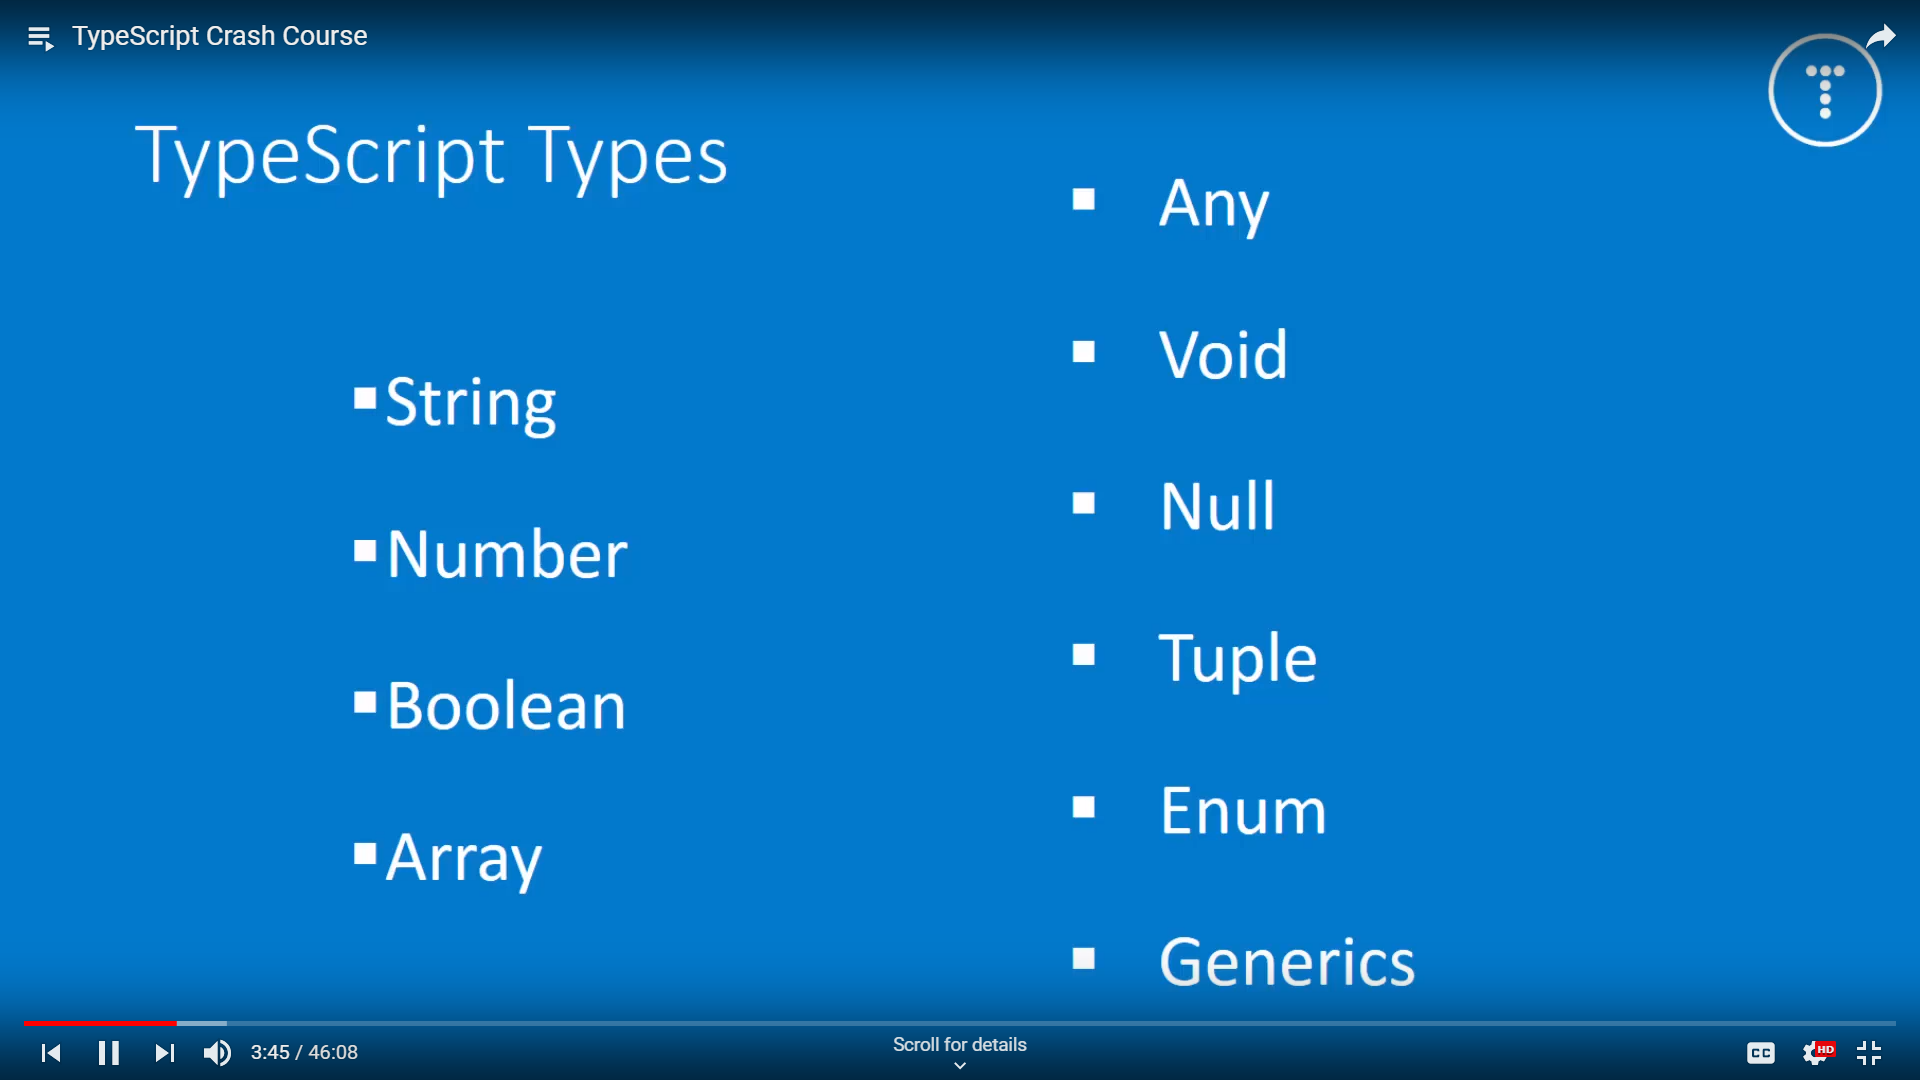 TypeScript Crash Course
TypeScript Types
String
Number
Boolean
Array
Any
Void
Null
Tuple
Enum
Generics
3:45 / 46:08
Scroll for details
CC
HD